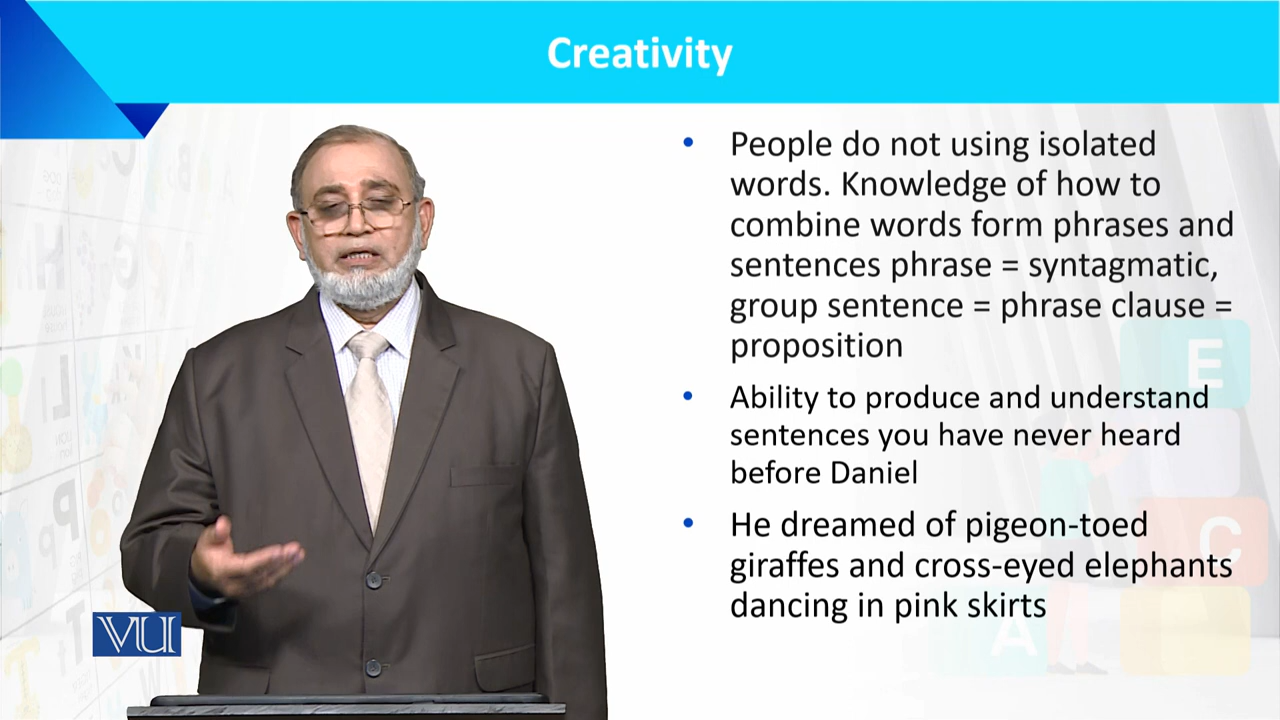 Creativity
• People do not using isolated
words. Knowledge of how to
combine words form phrases and
sentences phrase = syntagmatic,
group sentence = phrase clause =
proposition
• Ability to produce and understand
sentences you have never heard
before Daniel
• He dreamed of pigeon-toed
giraffes and cross-eyed elephants
dancing in pink skirts
VU
E
C
A